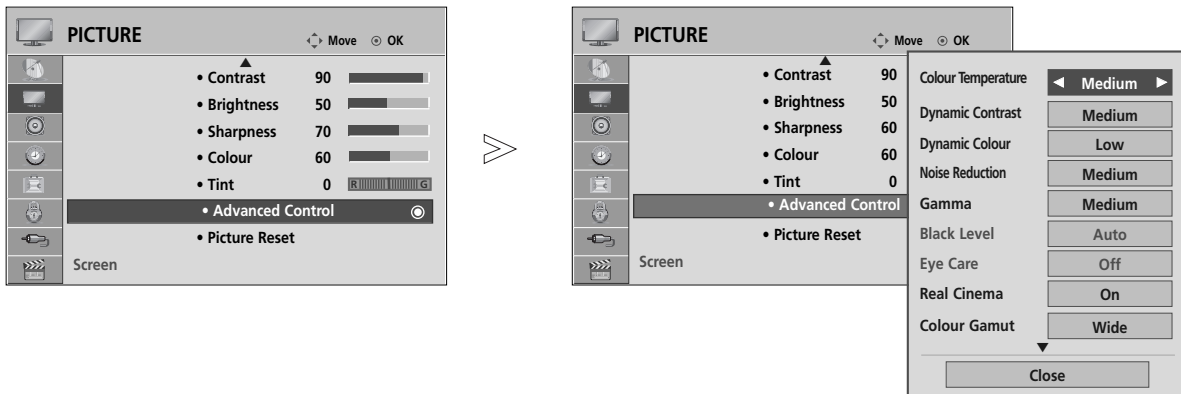 PICTURE
Move OK
• Contrast 90
• Brightness 50
• Sharpness 70
• Colour 60
• Tint 0 R G
• Advanced Control
• Picture Reset
Screen
PICTURE
Move OK
• Contrast 90
• Brightness 50
• Sharpness 60
• Colour 60
• Tint 0
• Advanced Control
• Picture Reset
Screen
Colour Temperature Medium
Dynamic Contrast Medium
Dynamic Colour Low
Noise Reduction Medium
Gamma Medium
Black Level Auto
Eye Care Off
Real Cinema On
Colour Gamut Wide
Close